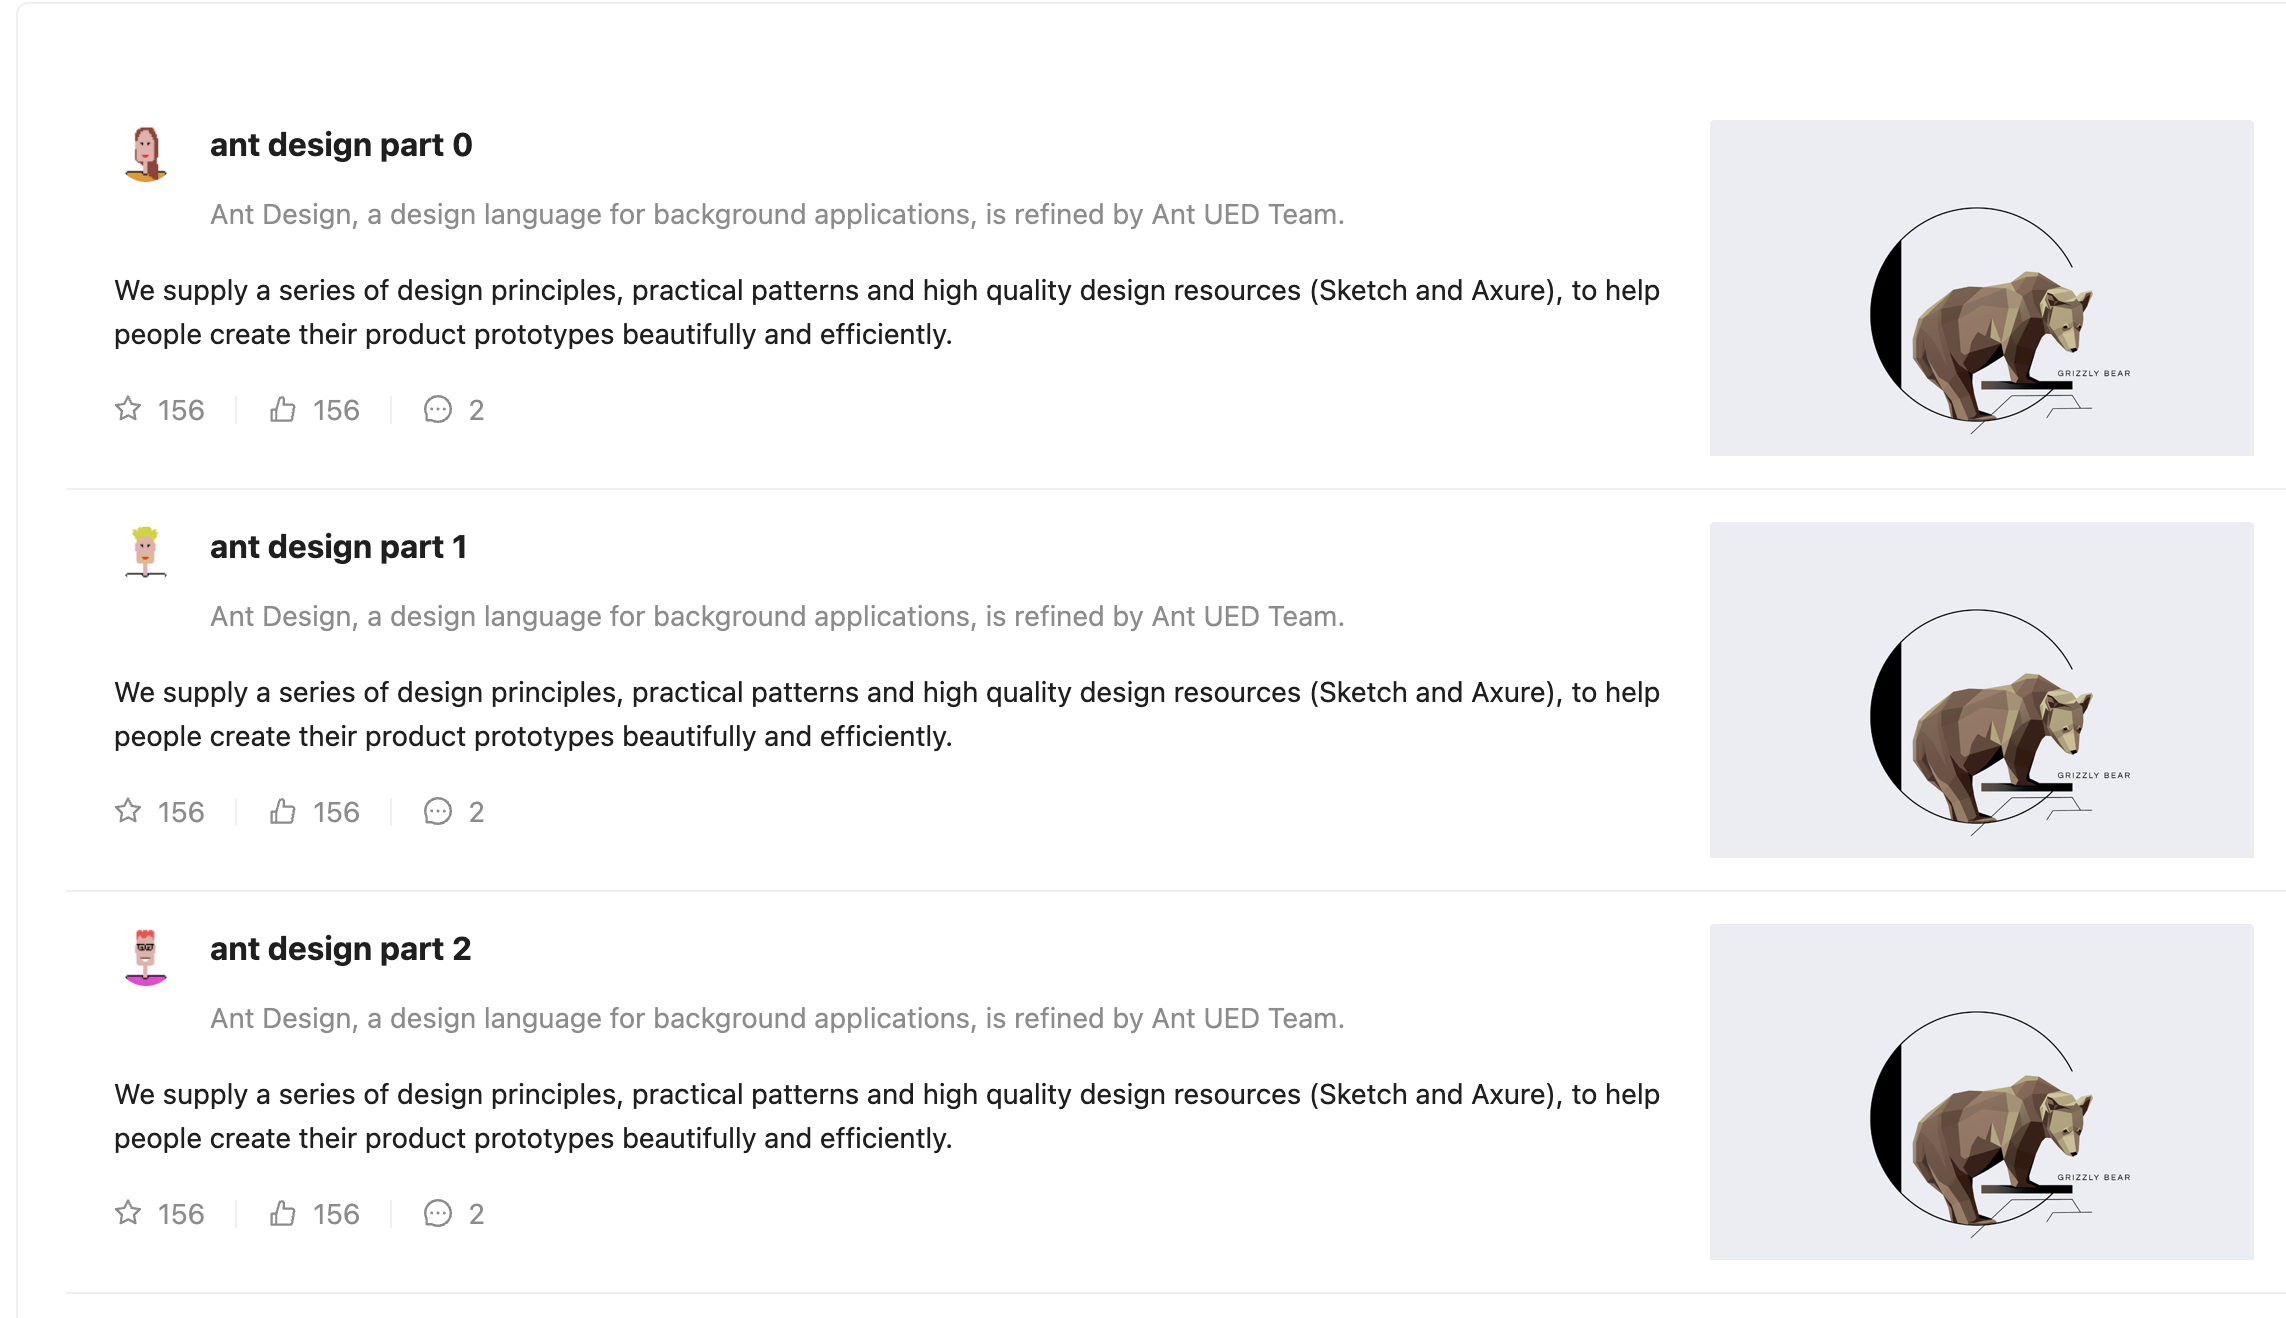 ant design part 0
Ant Design, a design language for background applications, is refined by Ant UED Team.
We supply a series of design principles, practical patterns and high quality design resources (Sketch and Axure), to help
people create their product prototypes beautifully and efficiently.
156 156 2
GRIZZLY BEAR
ant design part 1
Ant Design, a design language for background applications, is refined by Ant UED Team.
We supply a series of design principles, practical patterns and high quality design resources (Sketch and Axure), to help
people create their product prototypes beautifully and efficiently.
156 156 2
GRIZZLY BEAR
ant design part 2
Ant Design, a design language for background applications, is refined by Ant UED Team.
We supply a series of design principles, practical patterns and high quality design resources (Sketch and Axure), to help
people create their product prototypes beautifully and efficiently.
156 156 2
GRIZZLY BEAR